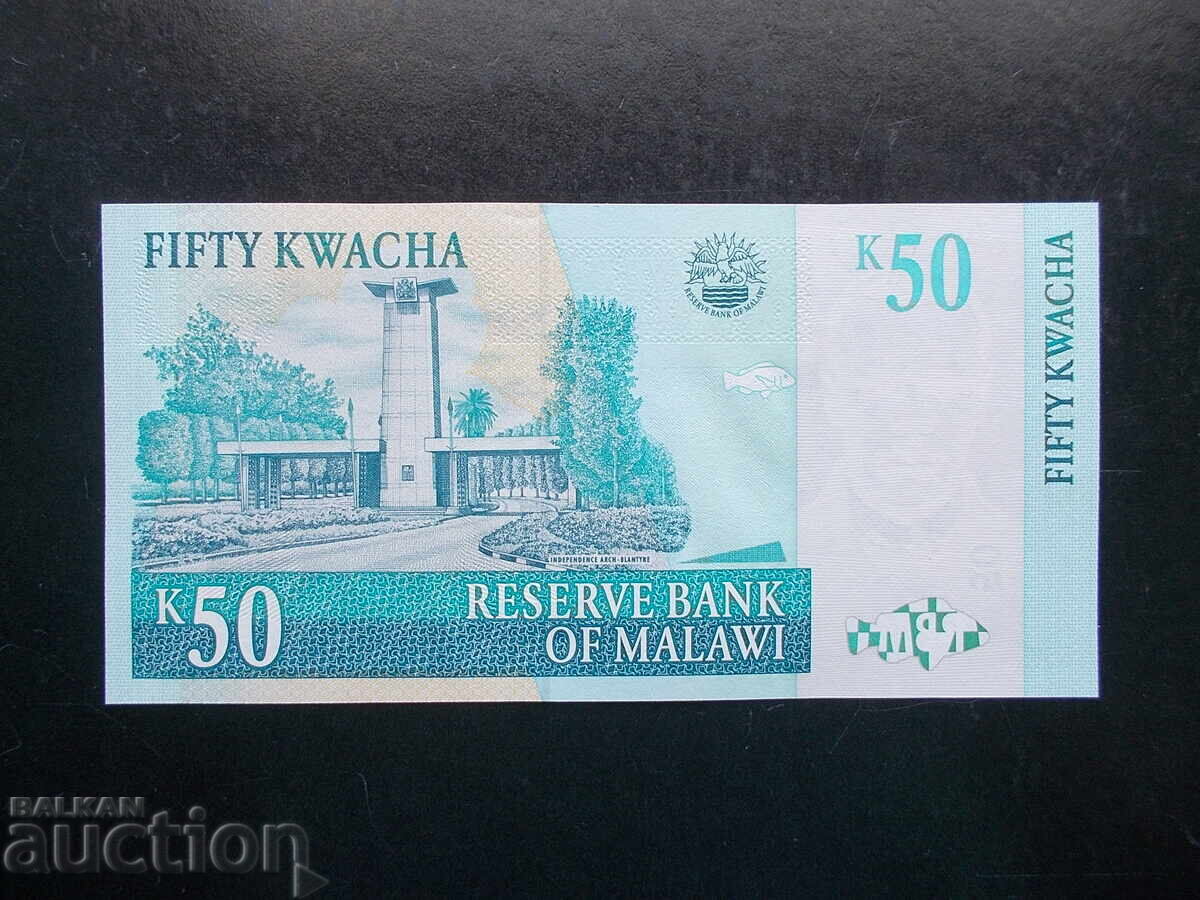 FIFTY KWACHA
RESERVE BANK OF MALAWI
K50
FIFTY KWACHA
INDEPENDENCE ARCH - BLANTYRE
K50
RESERVE BANK
OF MALAWI
BALKAN
auction